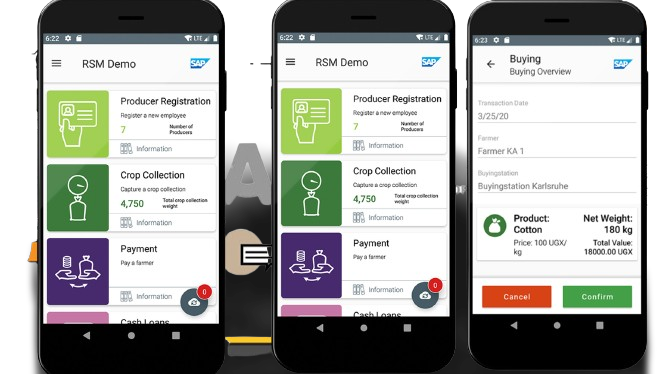 6:22
LTE
RSM Demo
SAP
Producer Registration
Register a new employee
7
Number of
Producers
Information
Crop Collection
Capture a crop collection
4,750
Total crop collection
weight
Information
Payment
Pay a farmer
Information
0
Cash Loans
6:22
LTE
RSM Demo
SAP
Producer Registration
Register a new employee
7
Number of
Producers
Information
Crop Collection
Capture a crop collection
4,750
Total crop collection
weight
Information
Payment
Pay a farmer
Information
0
Cash Loans
6:23
LTE
Buying
Buying Overview
SAP
Transaction Date
3/25/20
Farmer
Farmer KA 1
Buyingstation
Buyingstation Karlsruhe
Product:
Cotton
Net Weight:
180 kg
Price: 100 UGX/
kg
Total Value:
18000.00 UGX
Cancel
Confirm